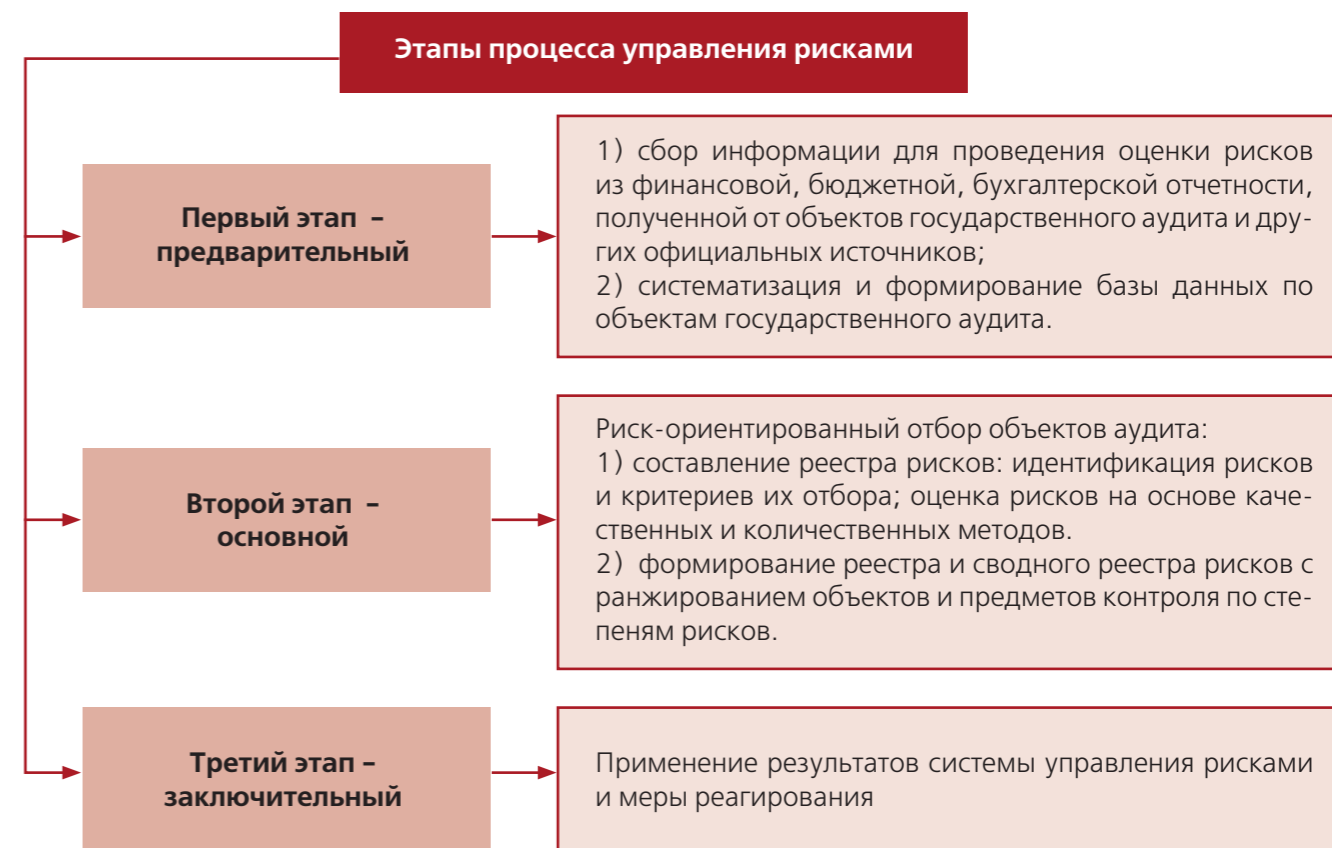 Этапы процесса управления рисками
Первый этап –
предварительный
1) сбор информации для проведения оценки рисков
из финансовой, бюджетной, бухгалтерской отчетности,
полученной от объектов государственного аудита и дру-
гих официальных источников;
2) систематизация и формирование базы данных по
объектам государственного аудита.
Второй этап –
основной
Риск-ориентированный отбор объектов аудита:
1) составление реестра рисков: идентификация рисков
и критериев их отбора; оценка рисков на основе каче-
ственных и количественных методов.
2) формирование реестра и сводного реестра рисков с
ранжированием объектов и предметов контроля по сте-
пеням рисков.
Третий этап –
заключительный
Применение результатов системы управления рисками
и меры реагирования